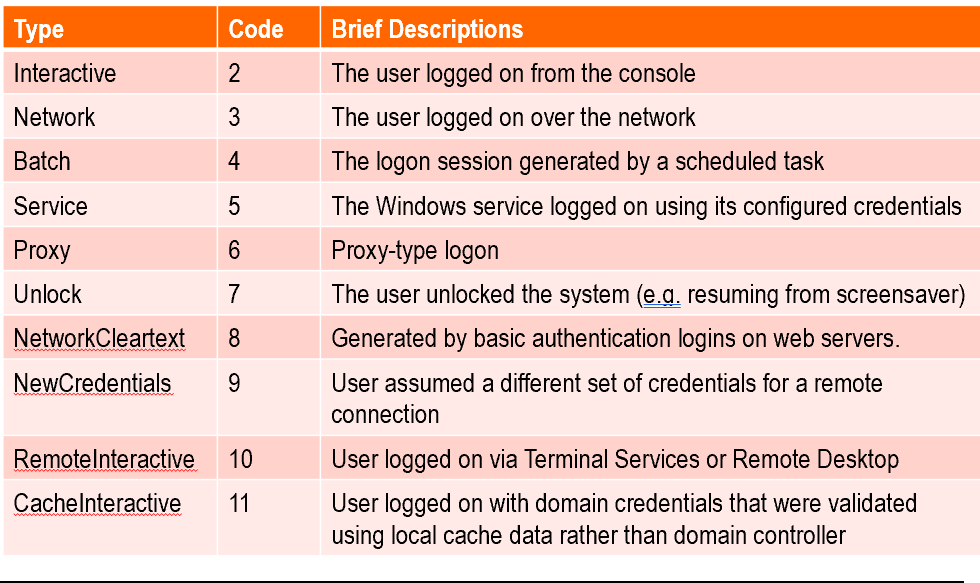 Type Code Brief Descriptions
Interactive 2 The user logged on from the console
Network 3 The user logged on over the network
Batch 4 The logon session generated by a scheduled task
Service 5 The Windows service logged on using its configured credentials
Proxy 6 Proxy-type logon
Unlock 7 The user unlocked the system (e.g. resuming from screensaver)
NetworkCleartext 8 Generated by basic authentication logins on web servers.
NewCredentials 9 User assumed a different set of credentials for a remote
connection
RemoteInteractive 10 User logged on via Terminal Services or Remote Desktop
CacheInteractive 11 User logged on with domain credentials that were validated
using local cache data rather than domain controller